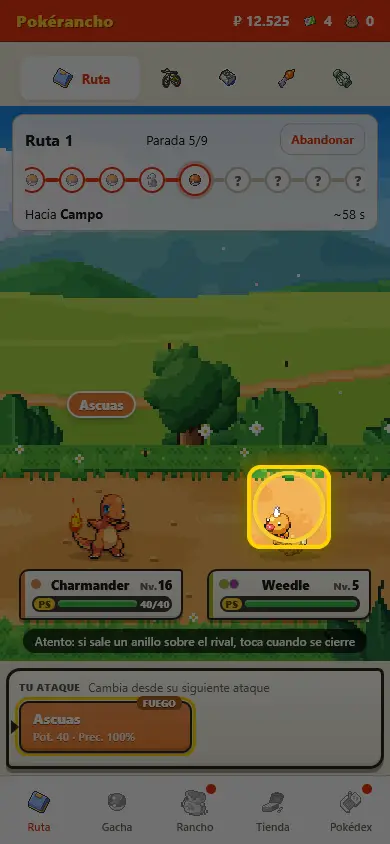 Pokérancho
₽ 12.525 4 0
Ruta
Ruta 1 Parada 5/9 Abandonar
? ? ? ?
Hacia Campo ~58 s
Ascuas
Charmander Nv.16
PS 40/40
Weedle Nv.5
PS
Atento: si sale un anillo sobre el rival, toca cuando se cierre
TU ATAQUE Cambia desde su siguiente ataque
FUEGO
Ascuas
Pot. 40 · Prec. 100%
Ruta Gacha Rancho Tienda Pokédex